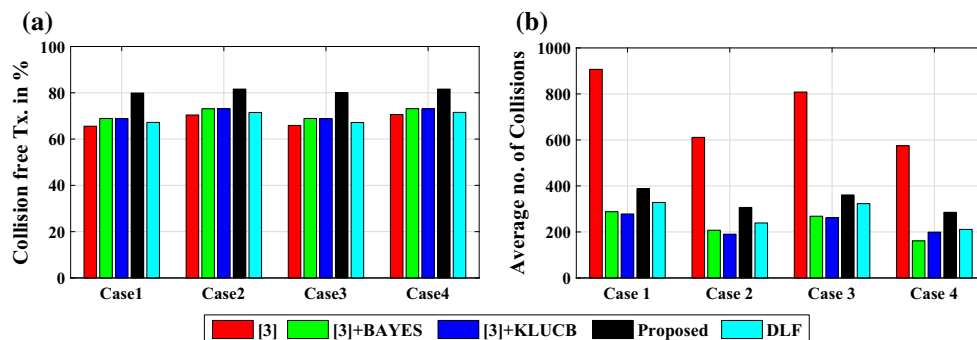 (a)
Collision free Tx. in %
100
80
60
40
20
0
Case1 Case2 Case3 Case4
(b)
Average no. of Collisions
1000
800
600
400
200
0
Case 1 Case 2 Case 3 Case 4
[3] [3]+BAYES [3]+KLUCB Proposed DLF